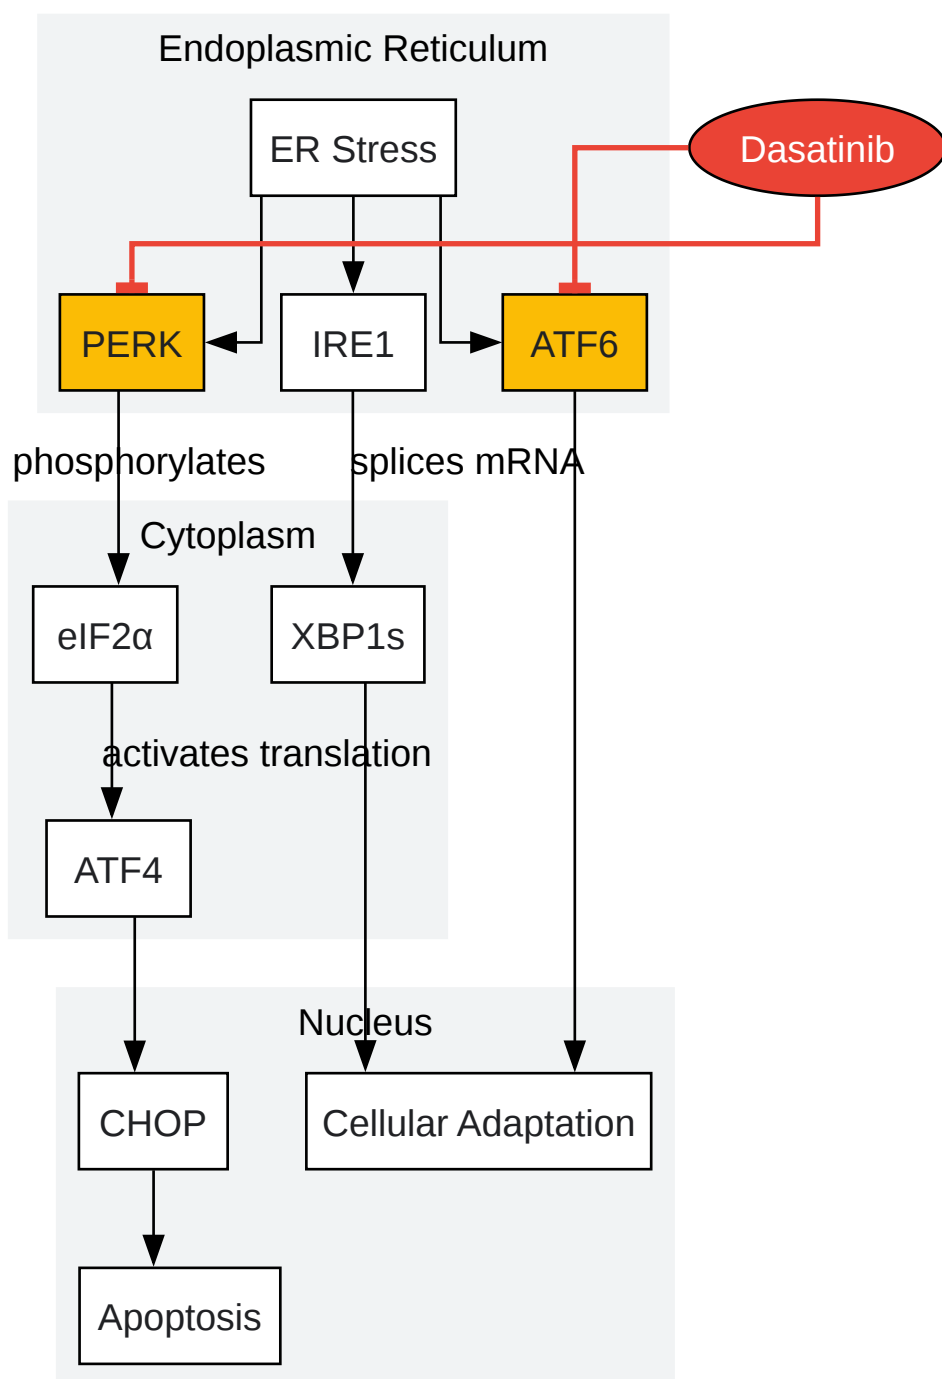 Endoplasmic Reticulum
ER Stress
Dasatinib
PERK
IRE1
ATF6
phosphorylates
splices mRNA
Cytoplasm
eIF2α
XBP1s
activates translation
ATF4
Nucleus
CHOP
Cellular Adaptation
Apoptosis